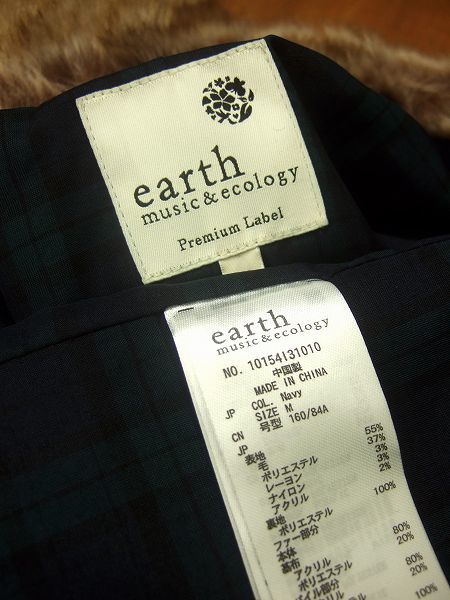 earth
music&ecology
Premium Label
earth
music&ecology
NO. 10154131010
中国製
MADE IN CHINA
JP COL. Navy
SIZE M
CN 号型 160/84A
JP
表地
毛 55%
ポリエステル 37%
レーヨン 3%
ナイロン 3%
アクリル 2%
裏地
ポリエステル 100%
ファー部分
本体
アクリル 80%
ポリエステル 20%
基布
ポリエステル 100%
パイル部分
80%
20%